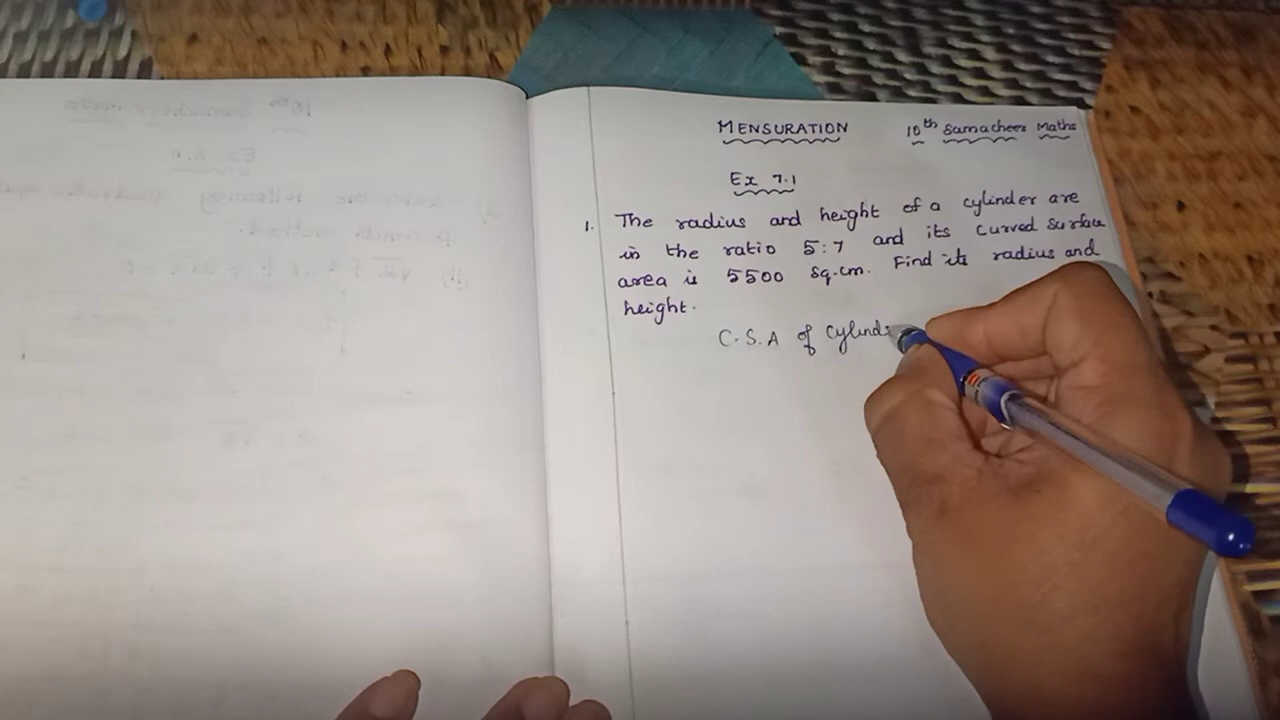 MENSURATION 10th Samacheer Maths
Ex 7.1
1. The radius and height of a cylinder are
in the ratio 5:7 and its curved surface
area is 5500 sq.cm. Find its radius and
height.
C.S.A of cylinde